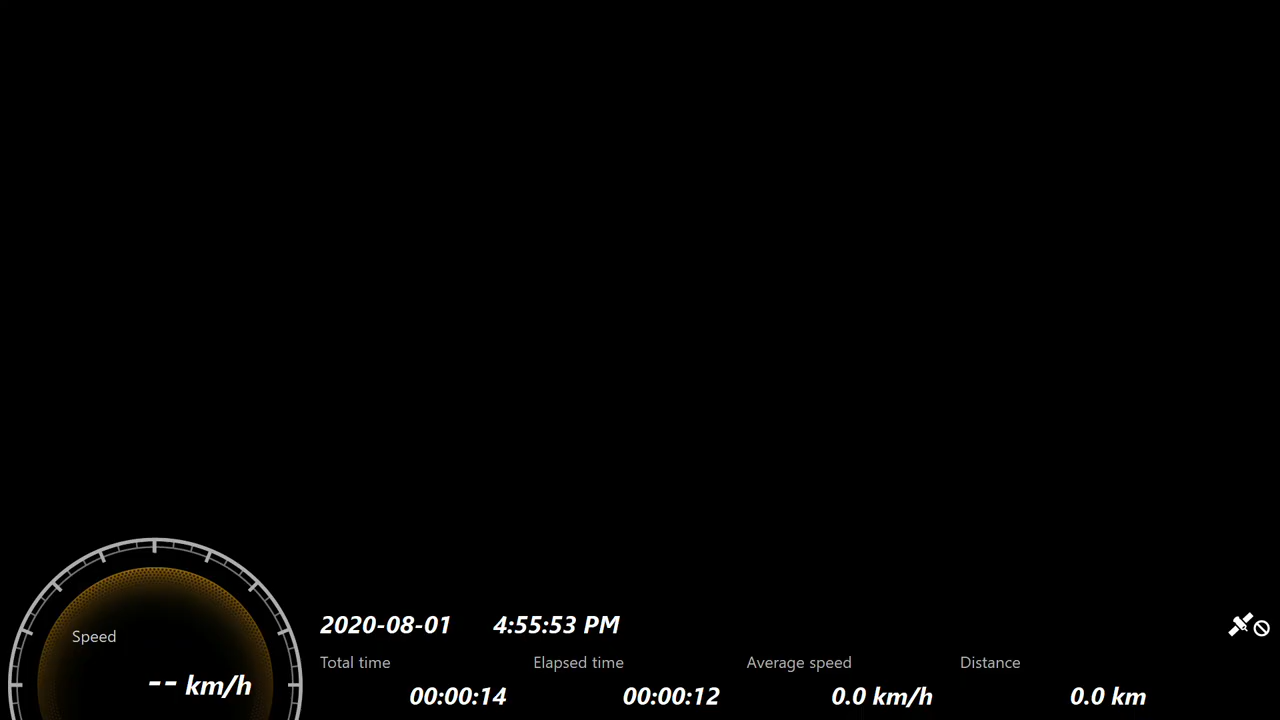 2020-08-01 4:55:53 PM
Speed
-- km/h
Total time Elapsed time Average speed Distance
00:00:14 00:00:12 0.0 km/h 0.0 km